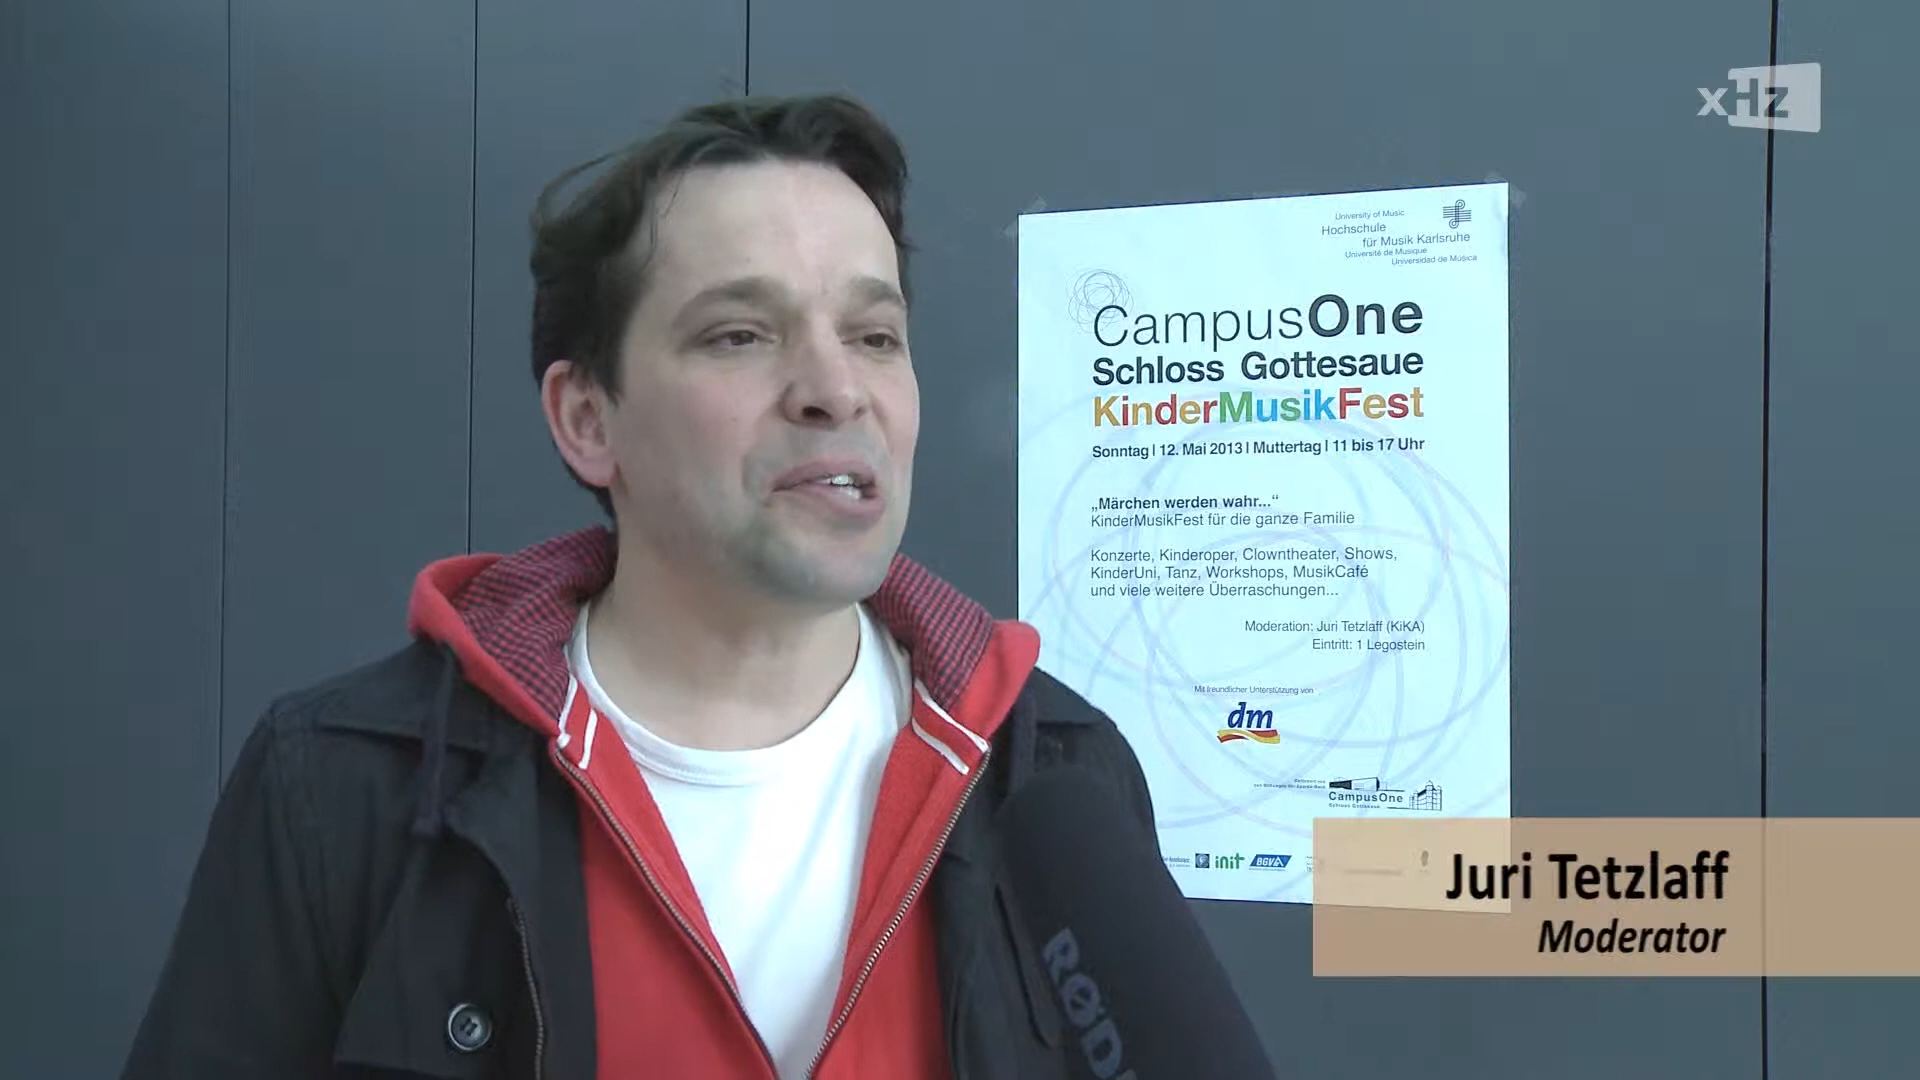 xHz
University of Music
Hochschule
für Musik Karlsruhe
Université de Musique
Universidad de Música
CampusOne
Schloss Gottesaue
KinderMusikFest
Sonntag | 12. Mai 2013 | Muttertag | 11 bis 17 Uhr
„Märchen werden wahr...“
KinderMusikFest für die ganze Familie
Konzerte, Kinderoper, Clowntheater, Shows,
KinderUni, Tanz, Workshops, MusikCafé
und viele weitere Überraschungen...
Moderation: Juri Tetzlaff (KiKA)
Eintritt: 1 Legostein
Mit freundlicher Unterstützung von
dm
CampusOne
Schloss Gottesaue
init BGV
Juri Tetzlaff
Moderator
RØD